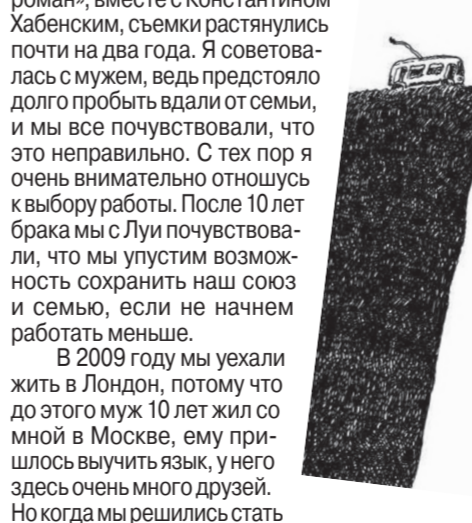 роман», вместе с Константином
Хабенским, съемки растянулись
почти на два года. Я советова-
лась с мужем, ведь предстояло
долго пробыть вдали от семьи,
и мы все почувствовали, что
это неправильно. С тех пор я
очень внимательно отношусь
к выбору работы. После 10 лет
брака мы с Луи почувствова-
ли, что мы упустим возмож-
ность сохранить наш союз
и семью, если не начнем
работать меньше.
В 2009 году мы уехали
жить в Лондон, потому что
до этого муж 10 лет жил со
мной в Москве, ему при-
шлось выучить язык, у него
здесь очень много друзей.
Но когда мы решились стать